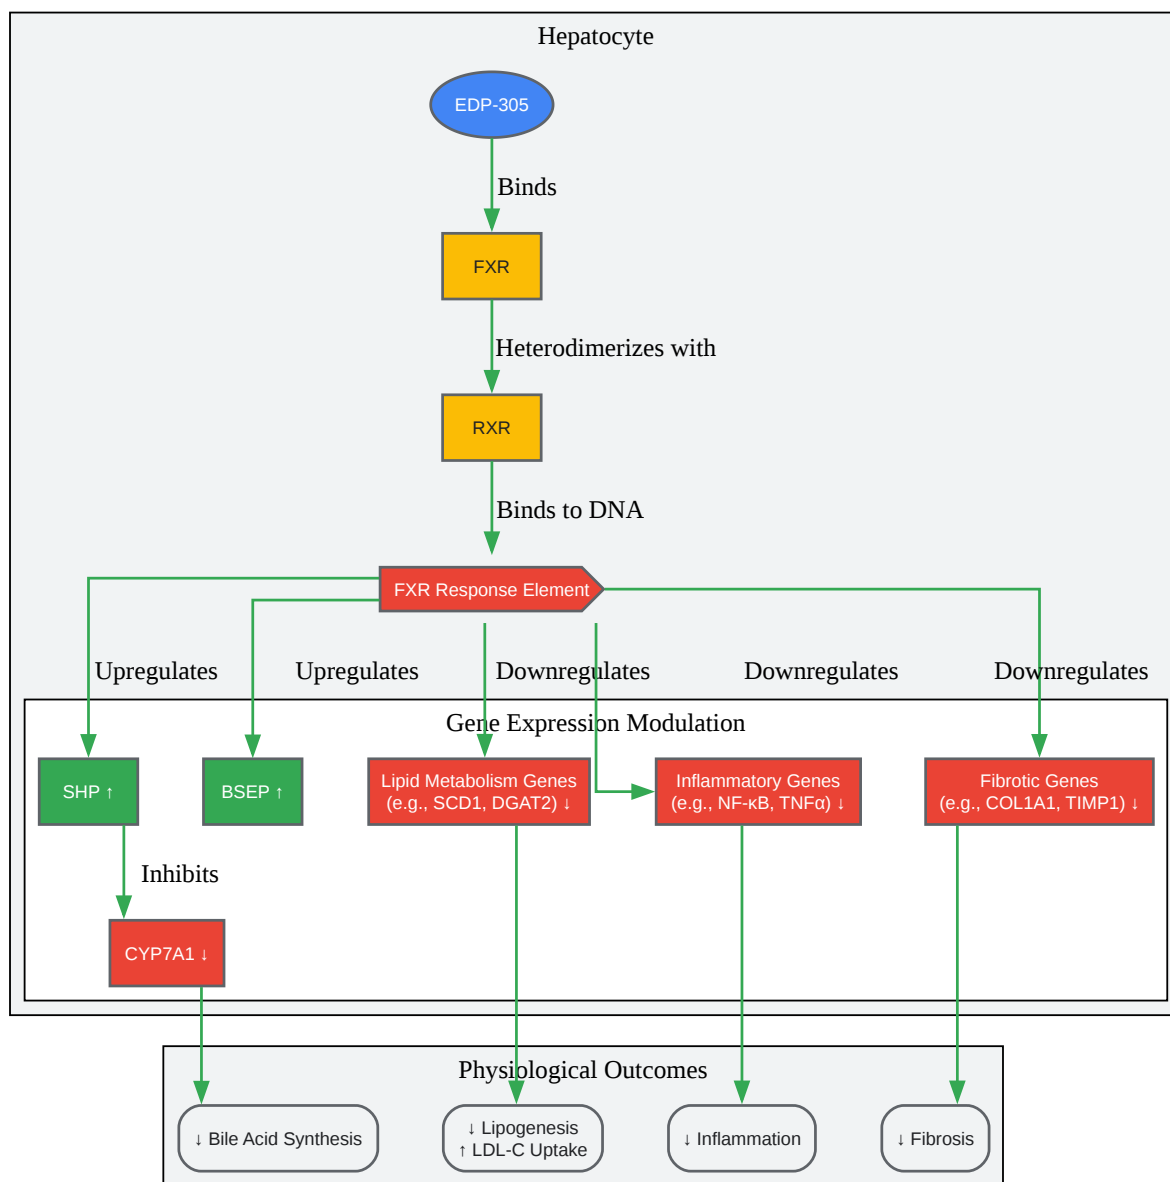 Hepatocyte
EDP-305
Binds
FXR
Heterodimerizes with
RXR
Binds to DNA
FXR Response Element
Upregulates
Upregulates
Downregulates
Downregulates
Downregulates
Gene Expression Modulation
SHP ↑
BSEP ↑
Lipid Metabolism Genes
(e.g., SCD1, DGAT2) ↓
Inflammatory Genes
(e.g., NF-κB, TNFα) ↓
Fibrotic Genes
(e.g., COL1A1, TIMP1) ↓
Inhibits
CYP7A1 ↓
Physiological Outcomes
↓ Bile Acid Synthesis
↓ Lipogenesis
↑ LDL-C Uptake
↓ Inflammation
↓ Fibrosis